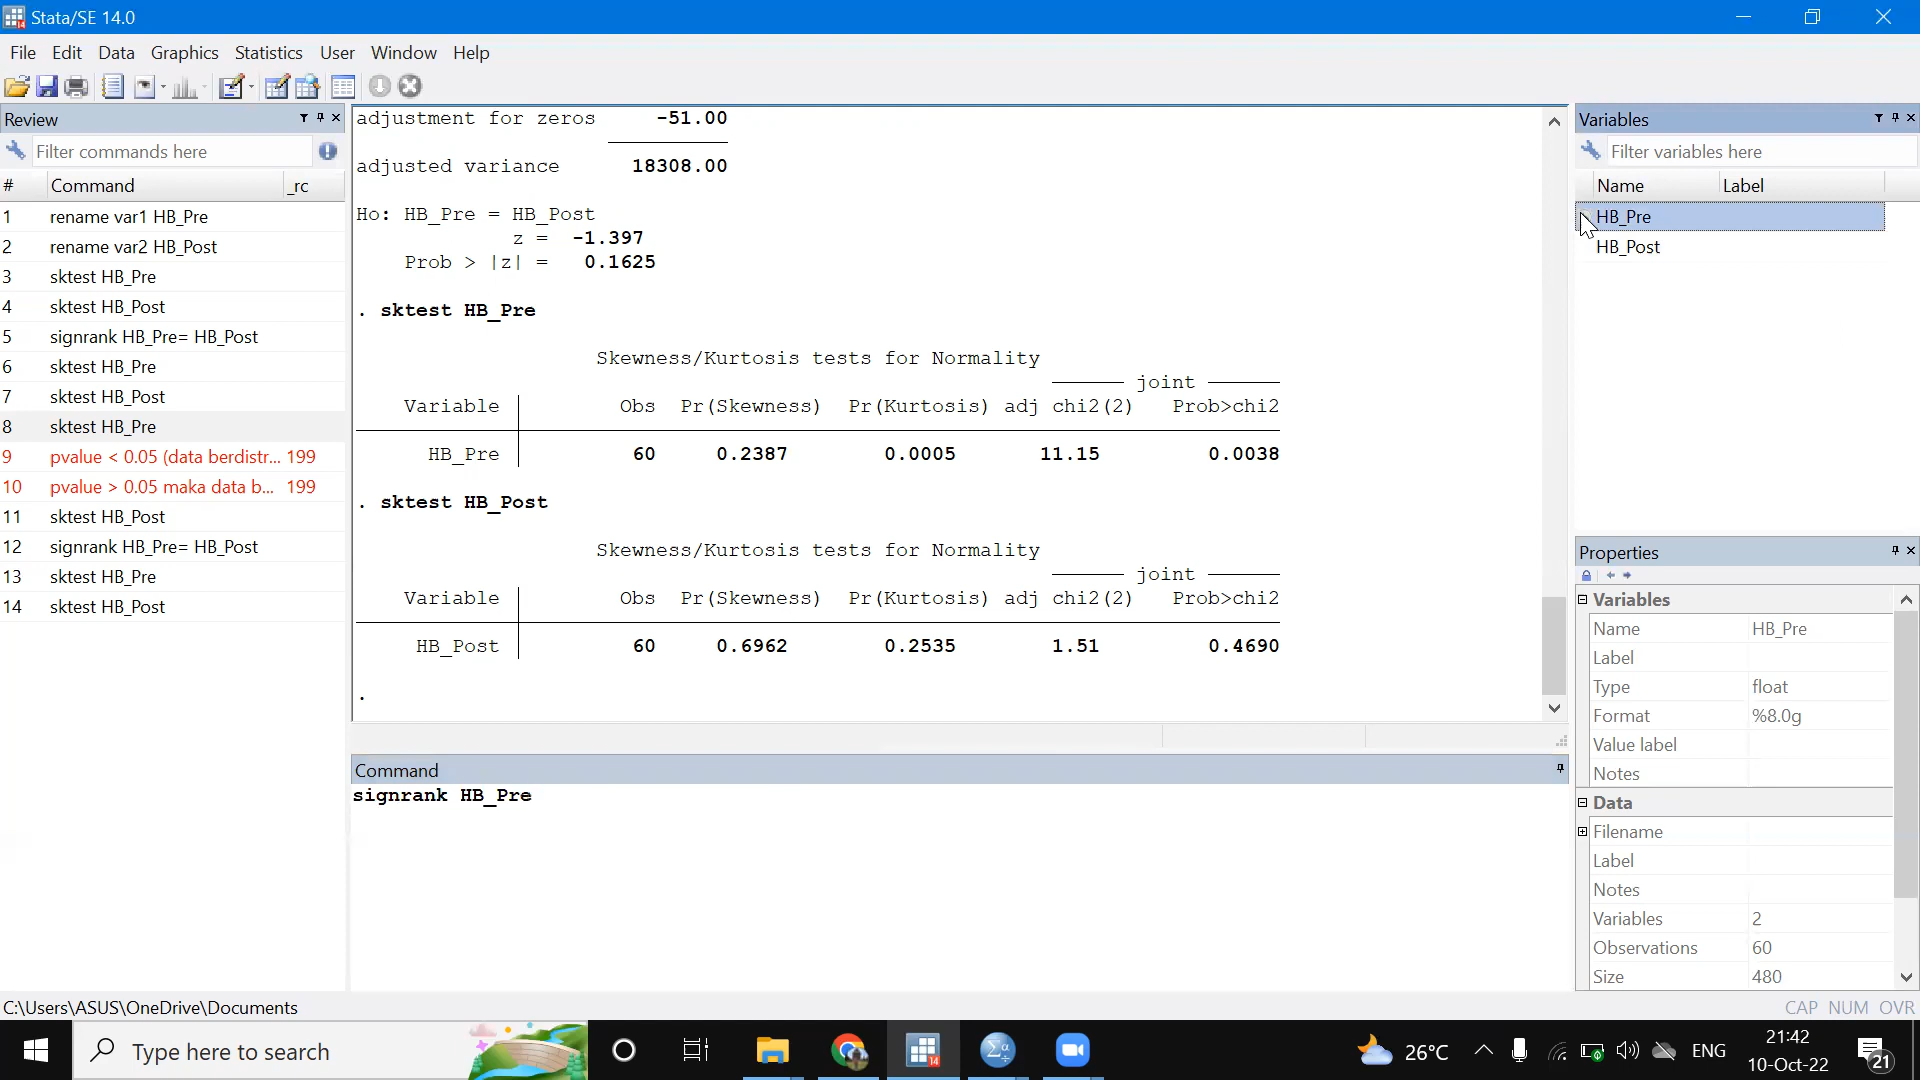 Stata/SE 14.0
File Edit Data Graphics Statistics User Window Help
Review
Filter commands here
# Command _rc
1 rename var1 HB_Pre
2 rename var2 HB_Post
3 sktest HB_Pre
4 sktest HB_Post
5 signrank HB_Pre= HB_Post
6 sktest HB_Pre
7 sktest HB_Post
8 sktest HB_Pre
9 pvalue < 0.05 (data berdistr... 199
10 pvalue > 0.05 maka data b... 199
11 sktest HB_Post
12 signrank HB_Pre= HB_Post
13 sktest HB_Pre
14 sktest HB_Post
adjustment for zeros -51.00
adjusted variance 18308.00
Ho: HB_Pre = HB_Post
z = -1.397
Prob > |z| = 0.1625
. sktest HB_Pre
Skewness/Kurtosis tests for Normality
joint
Variable Obs Pr(Skewness) Pr(Kurtosis) adj chi2(2) Prob>chi2
HB_Pre 60 0.2387 0.0005 11.15 0.0038
. sktest HB_Post
Skewness/Kurtosis tests for Normality
joint
Variable Obs Pr(Skewness) Pr(Kurtosis) adj chi2(2) Prob>chi2
HB_Post 60 0.6962 0.2535 1.51 0.4690
.
Command
signrank HB_Pre
Variables
Filter variables here
Name Label
HB_Pre
HB_Post
Properties
Variables
Name HB_Pre
Label
Type float
Format %8.0g
Value label
Notes
Data
Filename
Label
Notes
Variables 2
Observations 60
Size 480
C:\Users\ASUS\OneDrive\Documents
CAP NUM OVR
Type here to search
14
26°C
ENG
21:42
10-Oct-22
21